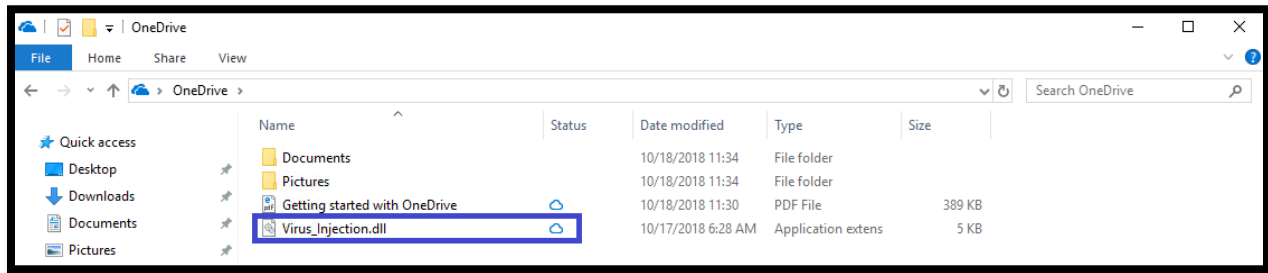 OneDrive
File Home Share View
OneDrive Search OneDrive
Name Status Date modified Type Size
Quick access
Desktop
Downloads
Documents
Pictures
Documents 10/18/2018 11:34 File folder
Pictures 10/18/2018 11:34 File folder
Getting started with OneDrive 10/18/2018 11:30 PDF File 389 KB
Virus_Injection.dll 10/17/2018 6:28 AM Application extens 5 KB